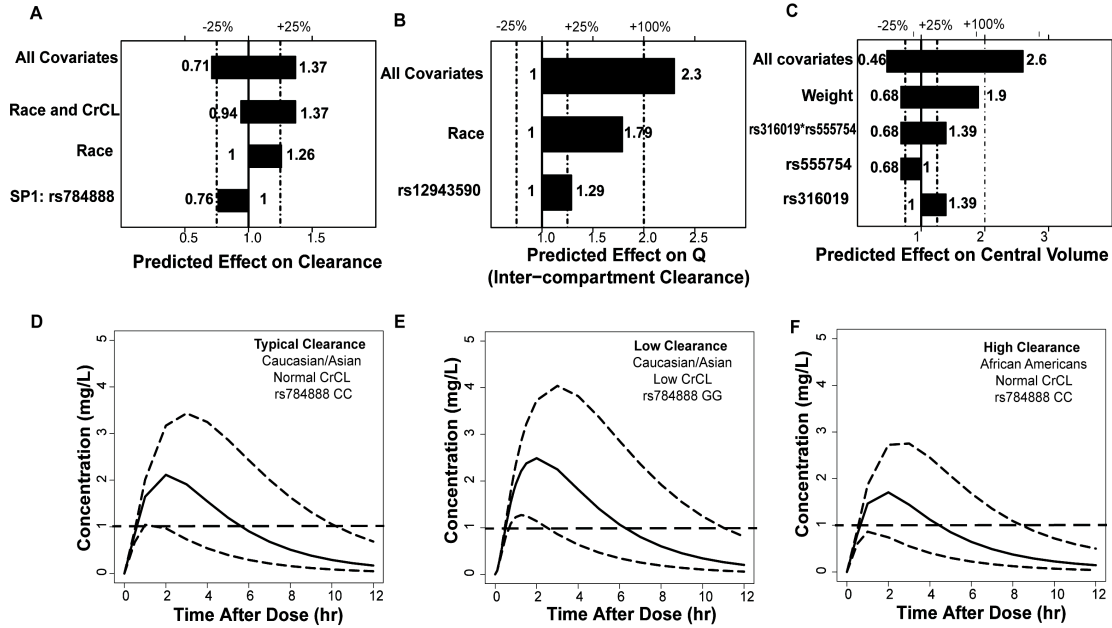 A
-25% +25%
All Covariates 0.71 1.37
Race and CrCL 0.94 1.37
Race 1 1.26
SP1: rs784888 0.76 1
0.5 1.0 1.5
Predicted Effect on Clearance
B
-25% +25% +100%
All Covariates 1 2.3
Race 1 1.79
rs12943590 1 1.29
1.0 1.5 2.0 2.5
Predicted Effect on Q
(Inter−compartment Clearance)
C
-25% +25% +100%
All covariates 0.46 2.6
Weight 0.68 1.9
rs316019*rs555754 0.68 1.39
rs555754 0.68 1
rs316019 1 1.39
1 2 3
Predicted Effect on Central Volume
D
Typical Clearance
Caucasian/Asian
Normal CrCL
rs784888 CC
Concentration (mg/L)
5
4
3
2
1
0
0 2 4 6 8 10 12
Time After Dose (hr)
E
Low Clearance
Caucasian/Asian
Low CrCL
rs784888 GG
Concentration (mg/L)
5
4
3
2
1
0
0 2 4 6 8 10 12
Time After Dose (hr)
F
High Clearance
African Americans
Normal CrCL
rs784888 CC
Concentration (mg/L)
5
4
3
2
1
0
0 2 4 6 8 10 12
Time After Dose (hr)